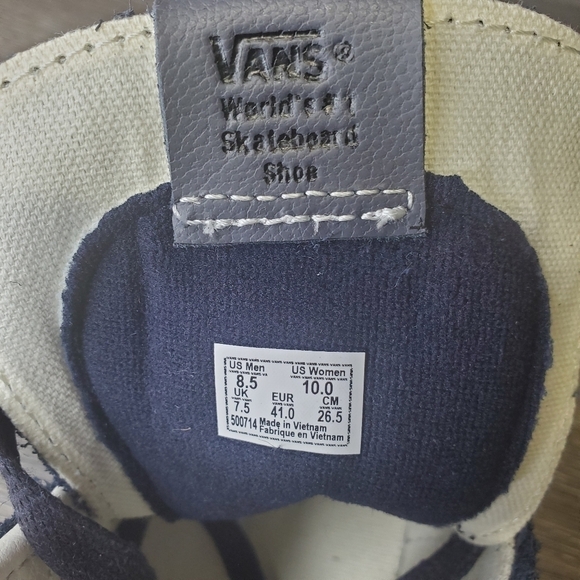 VANS®
World's #1
Skateboard
Shoe
US Men US Women
8.5 10.0
UK EUR CM
7.5 41.0 26.5
500714 Made in Vietnam
Fabrique en Vietnam